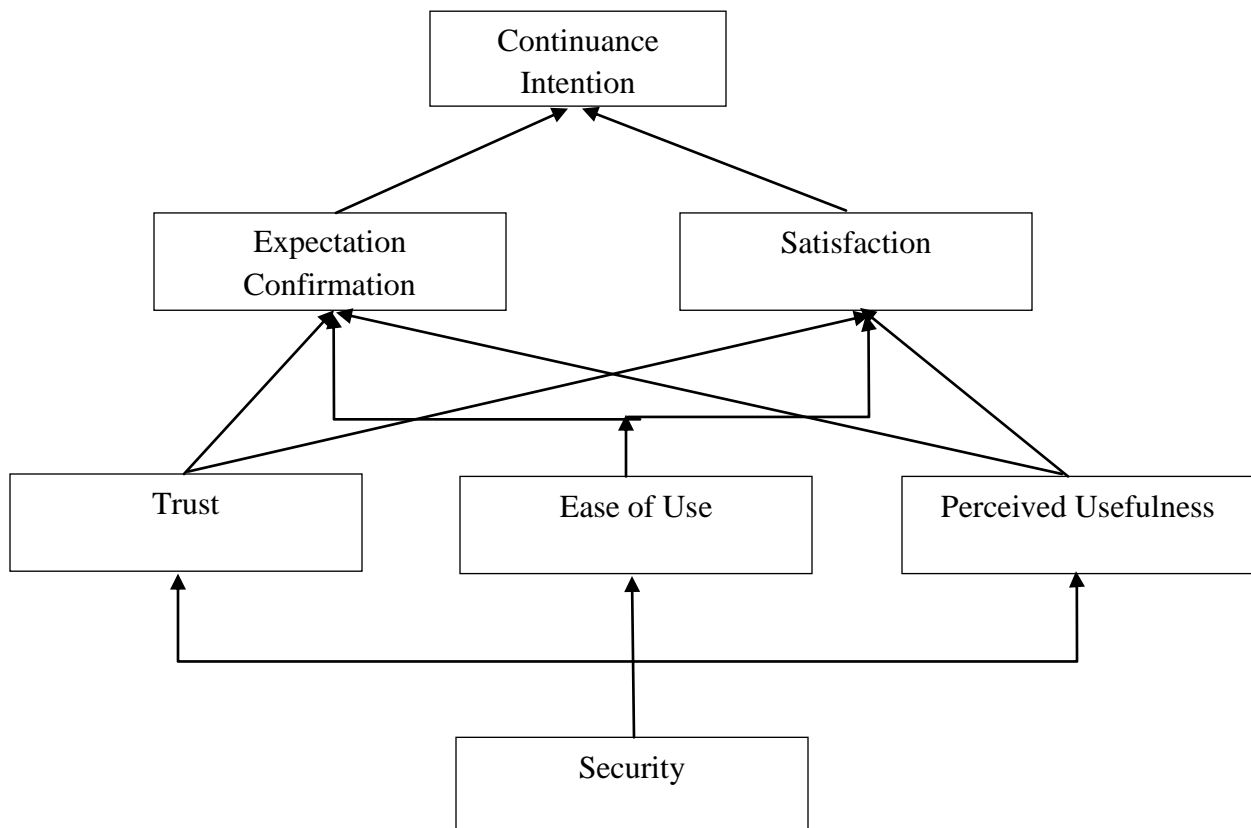 Continuance
Intention
Expectation
Confirmation
Satisfaction
Trust
Ease of Use
Perceived Usefulness
Security